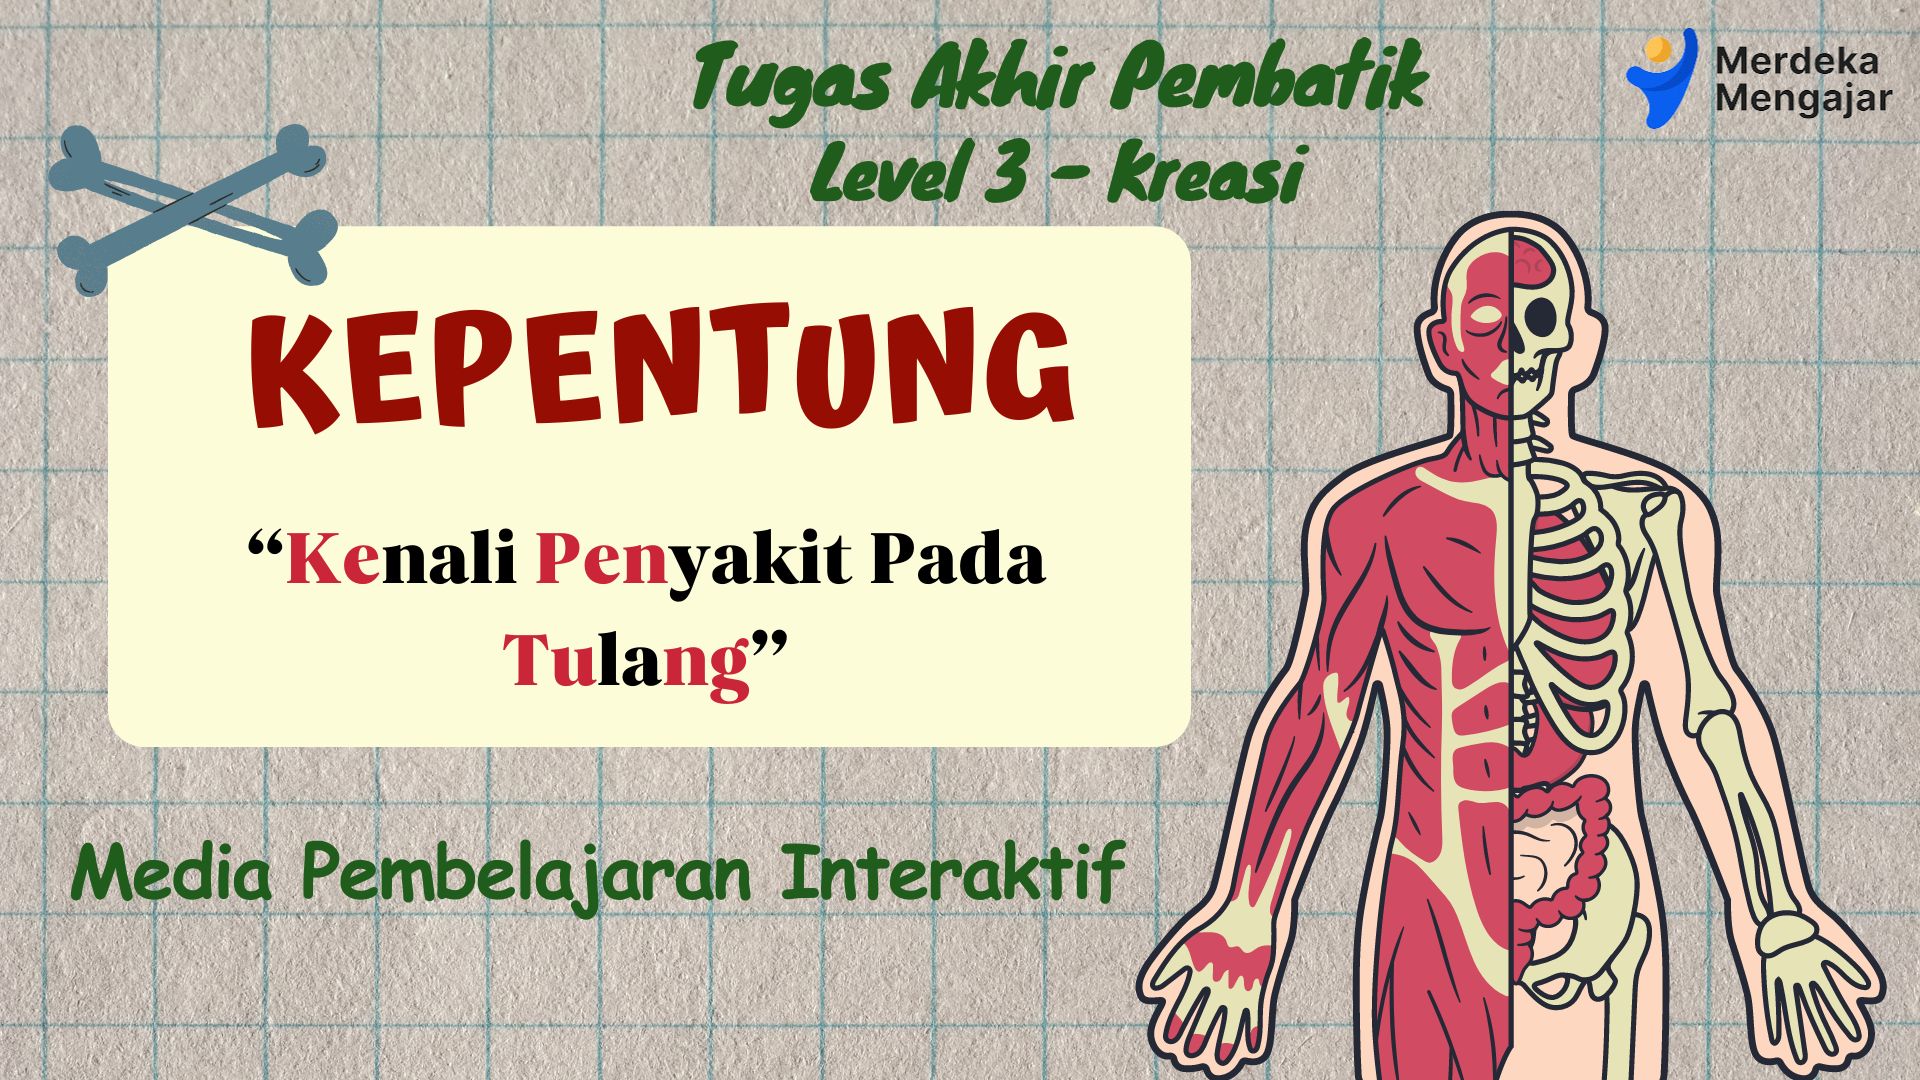 Tugas Akhir Pembatik
Level 3 - Kreasi
Merdeka
Mengajar
KEPENTUNG
“Kenali Penyakit Pada
Tulang”
Media Pembelajaran Interaktif